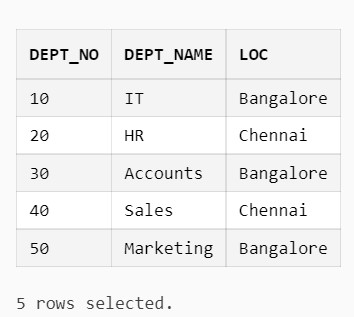 DEPT_NO DEPT_NAME LOC
10 IT Bangalore
20 HR Chennai
30 Accounts Bangalore
40 Sales Chennai
50 Marketing Bangalore
5 rows selected.